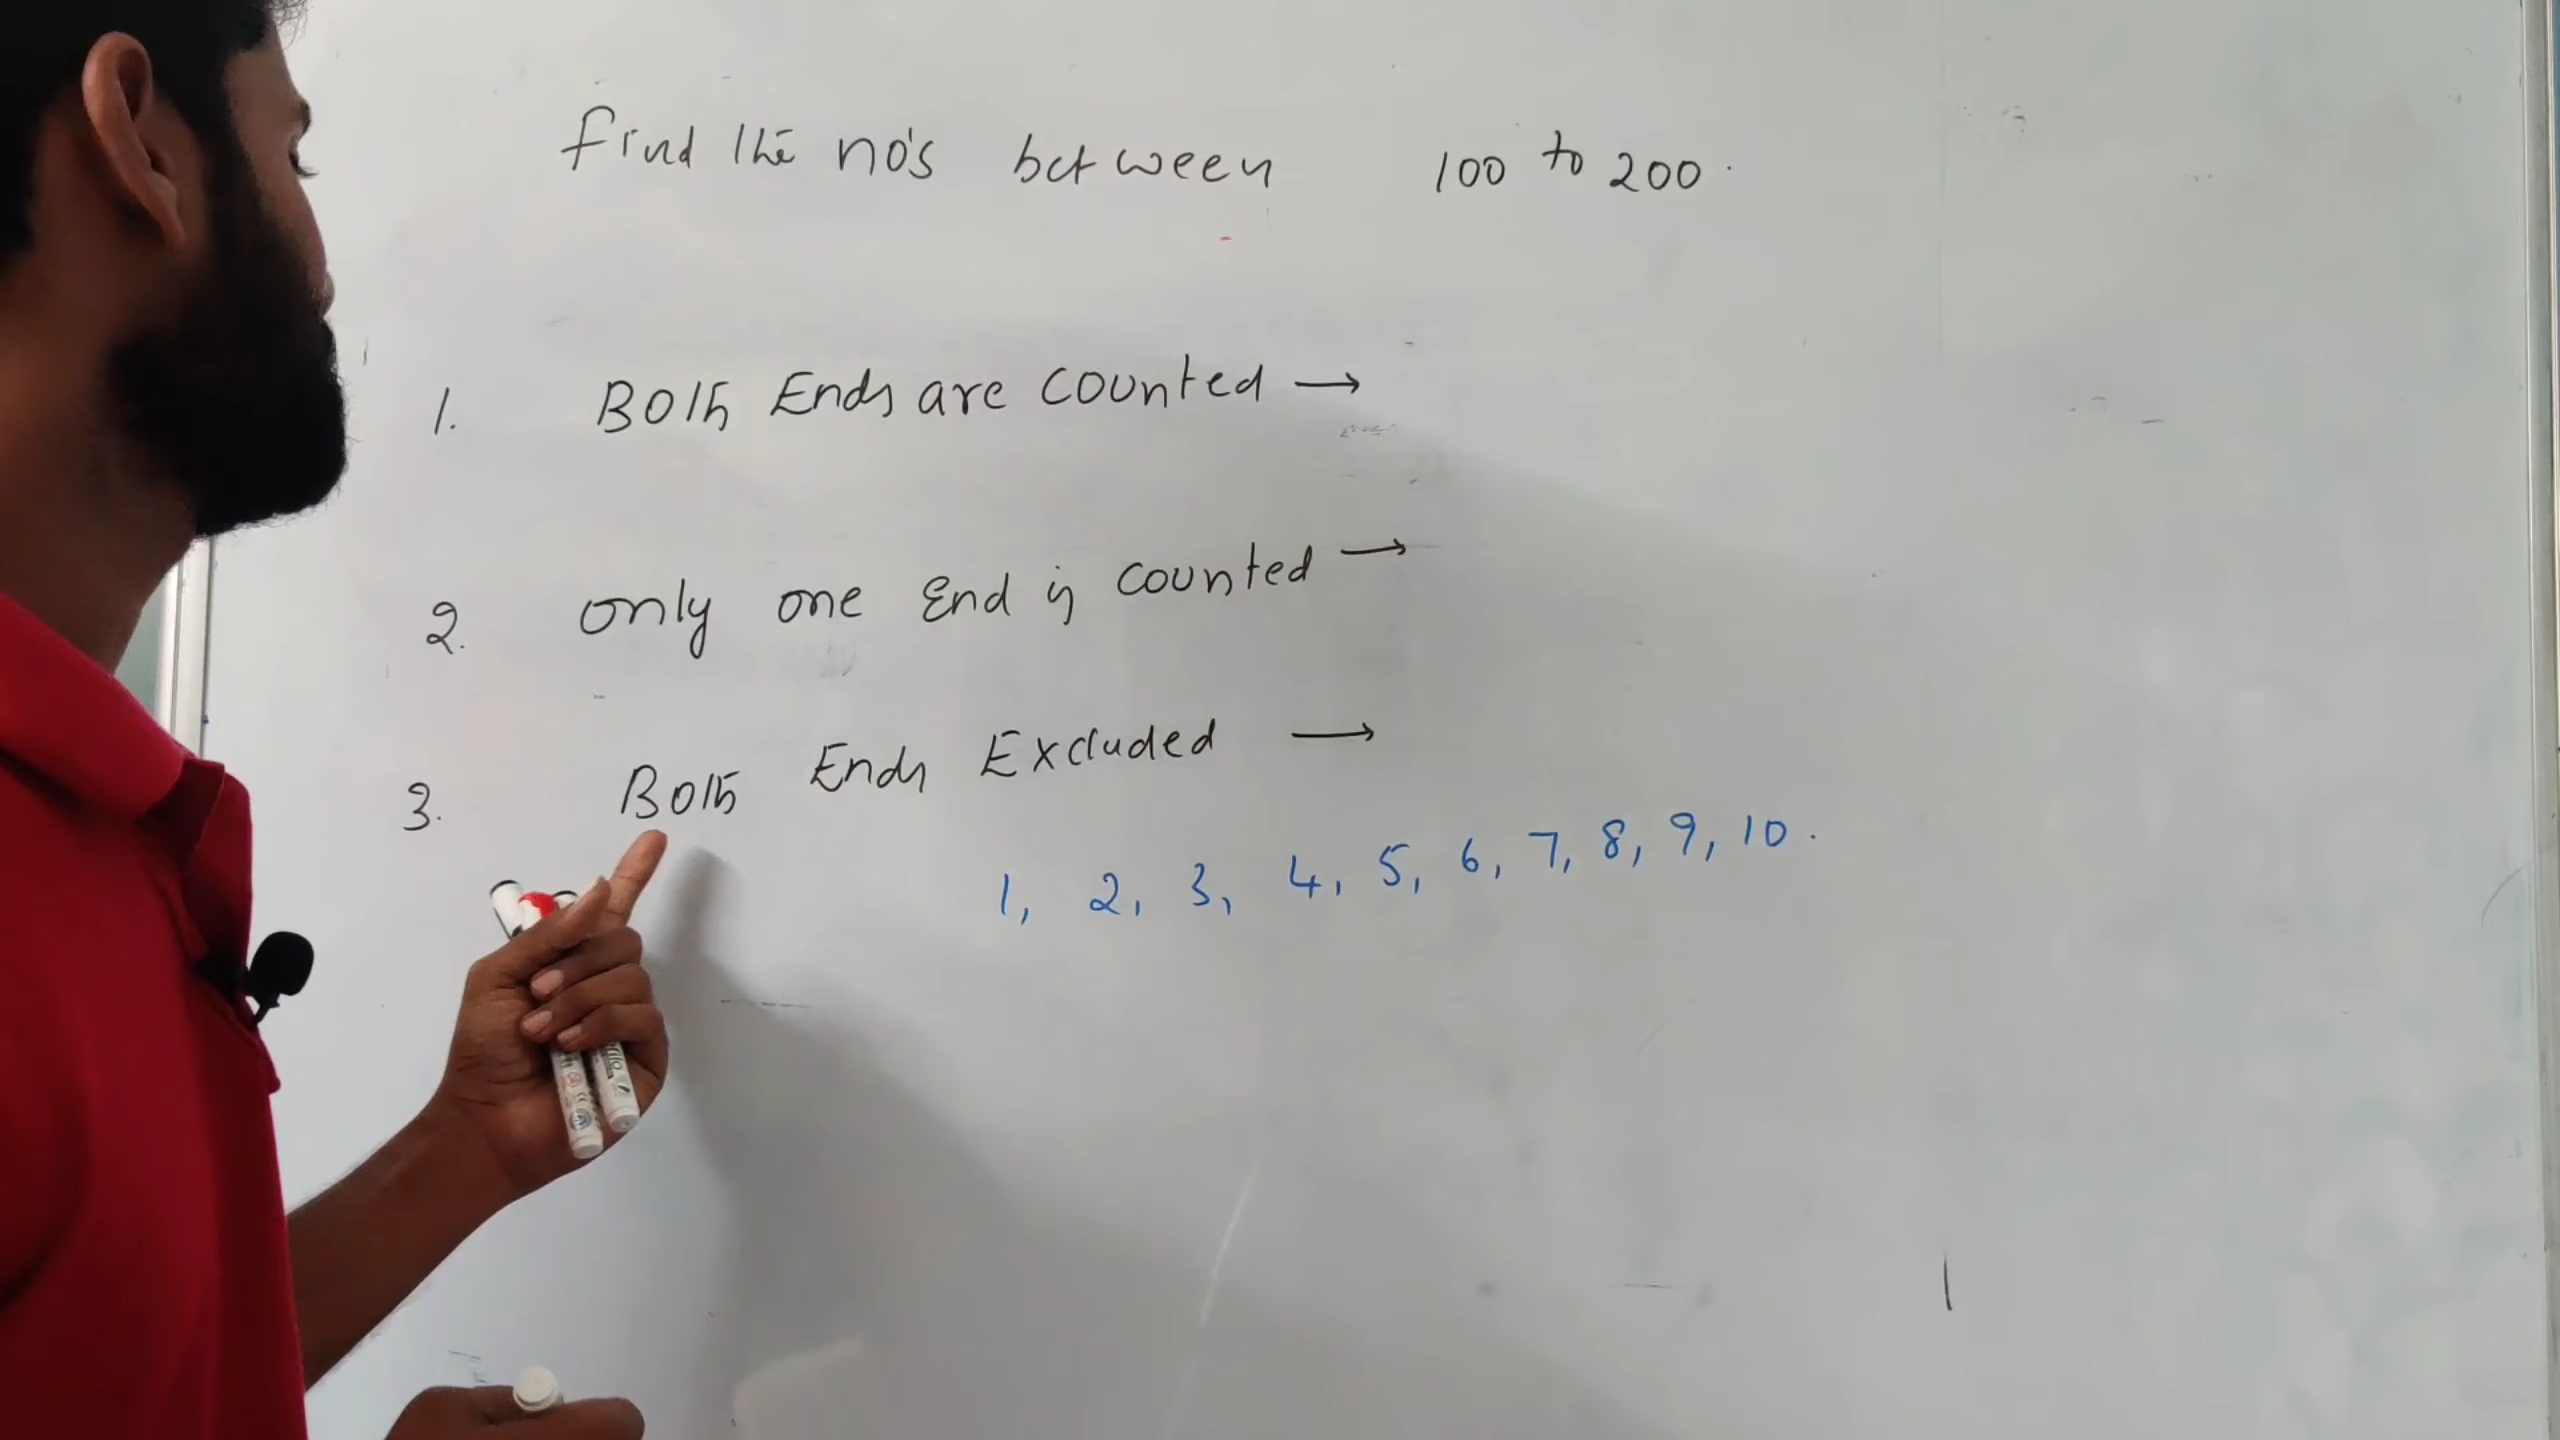 Find the no's between 100 to 200.
1. Both Ends are counted →
2. only one End is counted →
3. Both Ends Excluded →
1, 2, 3, 4, 5, 6, 7, 8, 9, 10.